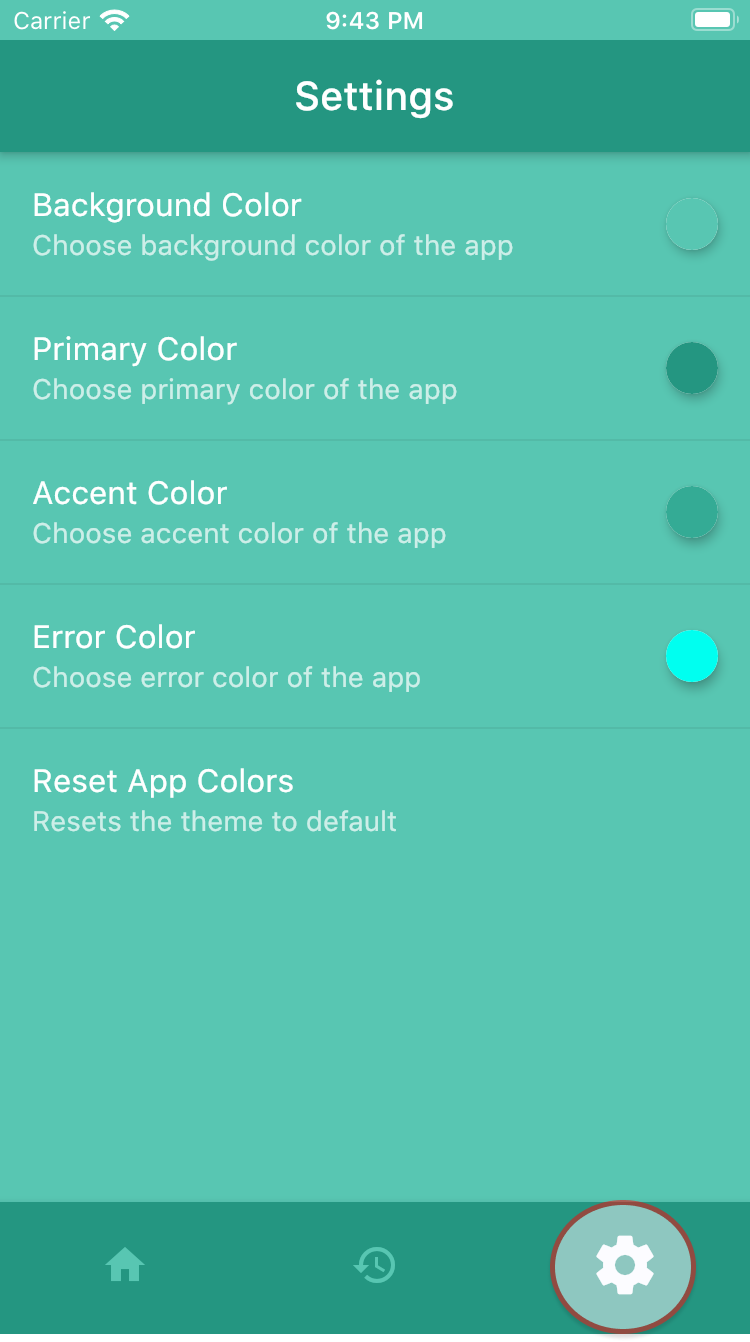 Carrier 9:43 PM
Settings
Background Color
Choose background color of the app
Primary Color
Choose primary color of the app
Accent Color
Choose accent color of the app
Error Color
Choose error color of the app
Reset App Colors
Resets the theme to default